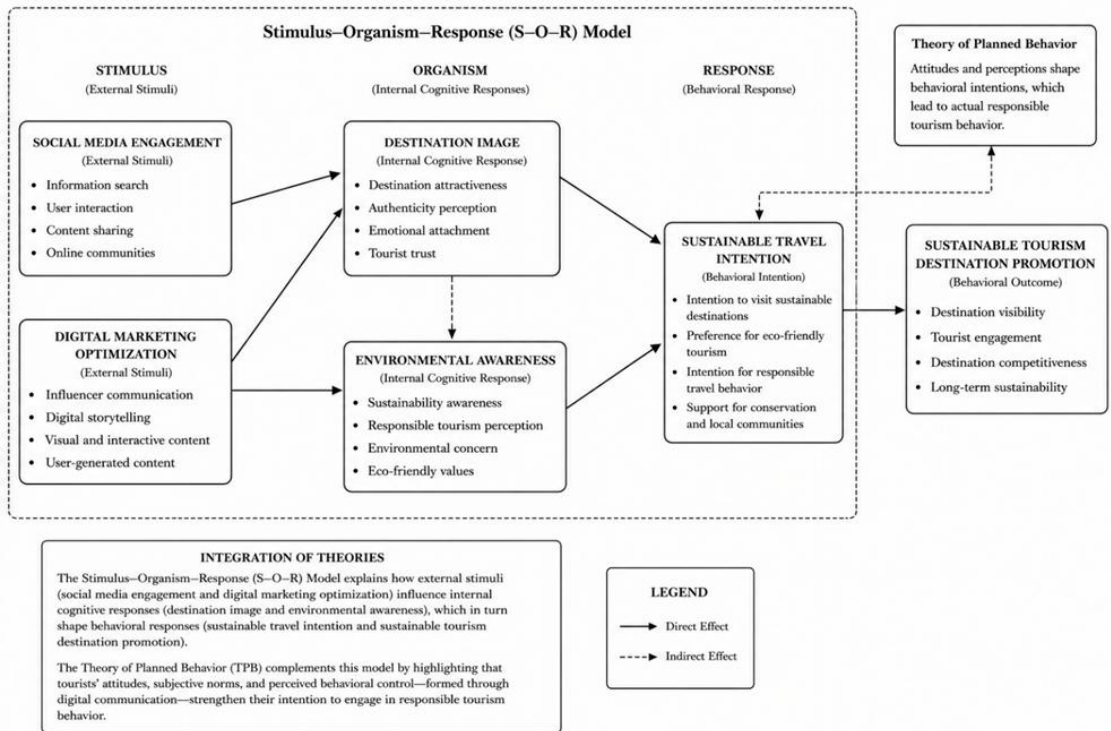 Stimulus–Organism–Response (S–O–R) Model
STIMULUS
(External Stimuli)
ORGANISM
(Internal Cognitive Responses)
RESPONSE
(Behavioral Response)
SOCIAL MEDIA ENGAGEMENT
(External Stimuli)
• Information search
• User interaction
• Content sharing
• Online communities
DIGITAL MARKETING
OPTIMIZATION
(External Stimuli)
• Influencer communication
• Digital storytelling
• Visual and interactive content
• User-generated content
DESTINATION IMAGE
(Internal Cognitive Response)
• Destination attractiveness
• Authenticity perception
• Emotional attachment
• Tourist trust
ENVIRONMENTAL AWARENESS
(Internal Cognitive Response)
• Sustainability awareness
• Responsible tourism perception
• Environmental concern
• Eco-friendly values
SUSTAINABLE TRAVEL
INTENTION
(Behavioral Intention)
• Intention to visit sustainable
destinations
• Preference for eco-friendly
tourism
• Intention for responsible
travel behavior
• Support for conservation
and local communities
Theory of Planned Behavior
Attitudes and perceptions shape
behavioral intentions, which
lead to actual responsible
tourism behavior.
SUSTAINABLE TOURISM
DESTINATION PROMOTION
(Behavioral Outcome)
• Destination visibility
• Tourist engagement
• Destination competitiveness
• Long-term sustainability
INTEGRATION OF THEORIES
The Stimulus–Organism–Response (S–O–R) Model explains how external stimuli
(social media engagement and digital marketing optimization) influence internal
cognitive responses (destination image and environmental awareness), which in turn
shape behavioral responses (sustainable travel intention and sustainable tourism
destination promotion).
The Theory of Planned Behavior (TPB) complements this model by highlighting that
tourists' attitudes, subjective norms, and perceived behavioral control—formed through
digital communication—strengthen their intention to engage in responsible tourism
behavior.
LEGEND
Direct Effect
Indirect Effect